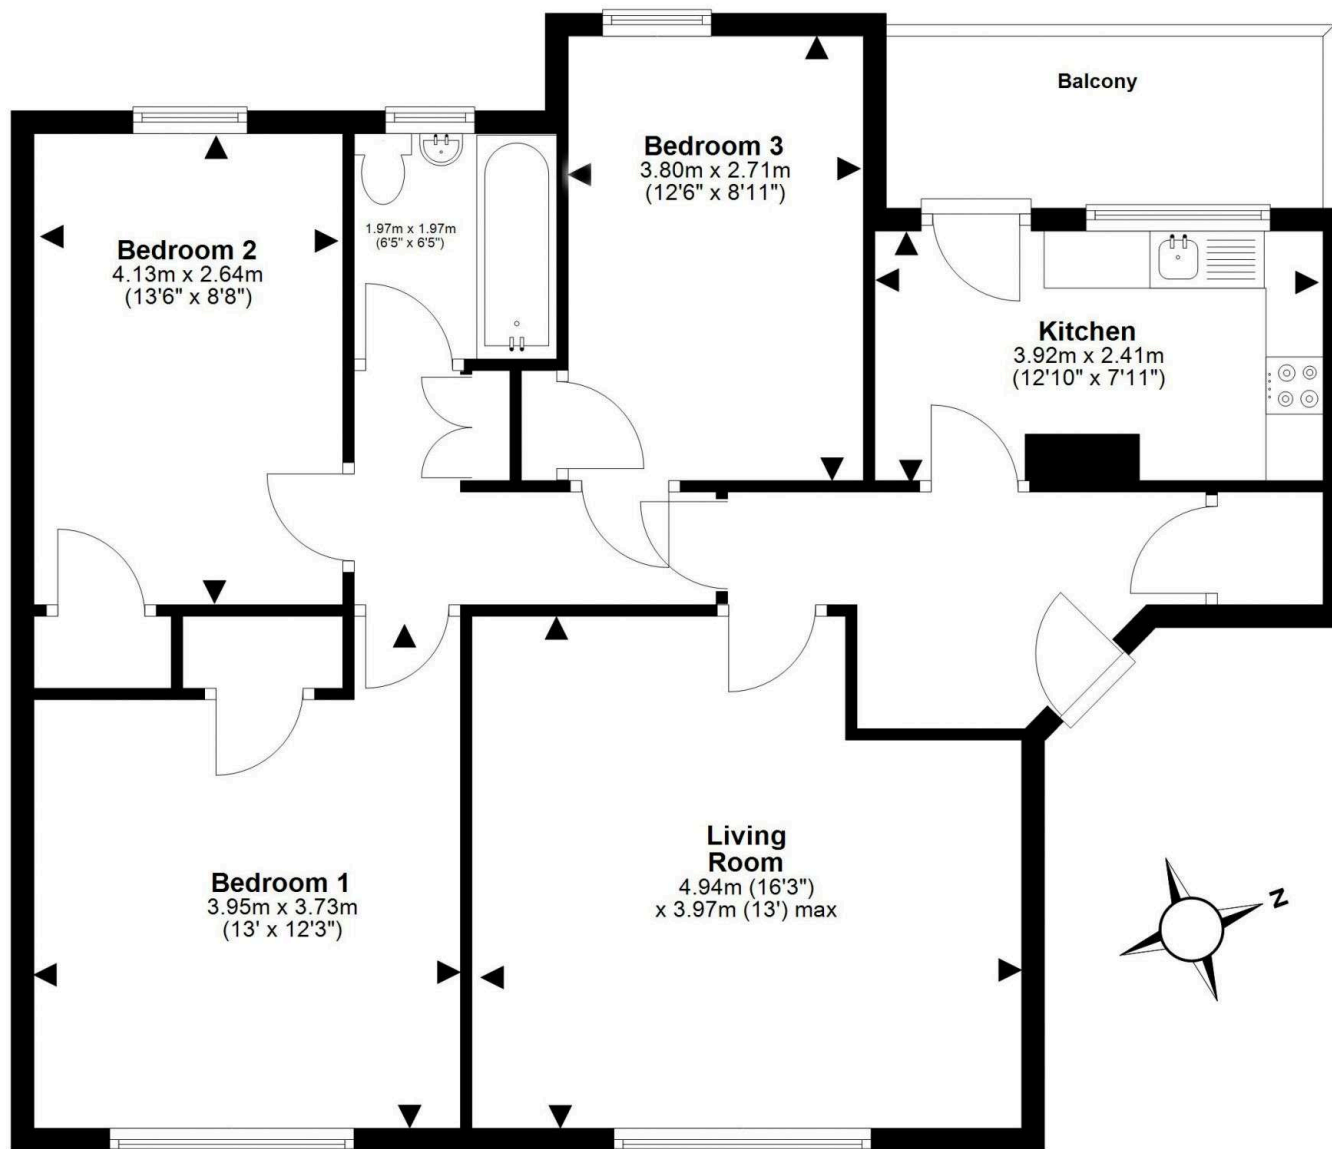 Balcony
Bedroom 3
3.80m x 2.71m
(12'6" x 8'11")
1.97m x 1.97m
(6'5" x 6'5")
Bedroom 2
4.13m x 2.64m
(13'6" x 8'8")
Kitchen
3.92m x 2.41m
(12'10" x 7'11")
Living
Room
4.94m (16'3")
x 3.97m (13') max
Bedroom 1
3.95m x 3.73m
(13' x 12'3")
N